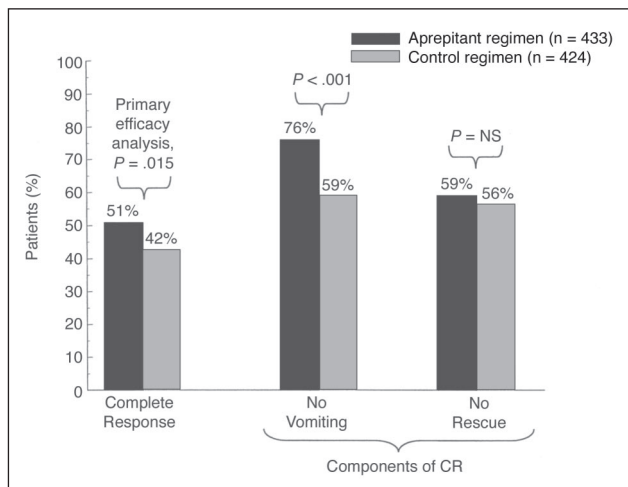 Aprepitant regimen (n = 433)
Control regimen (n = 424)
Patients (%)
100
90
80
70
60
50
40
30
20
10
0
Primary
efficacy
analysis,
P = .015
51%
42%
P < .001
76%
59%
P = NS
59%
56%
Complete
Response
No
Vomiting
No
Rescue
Components of CR